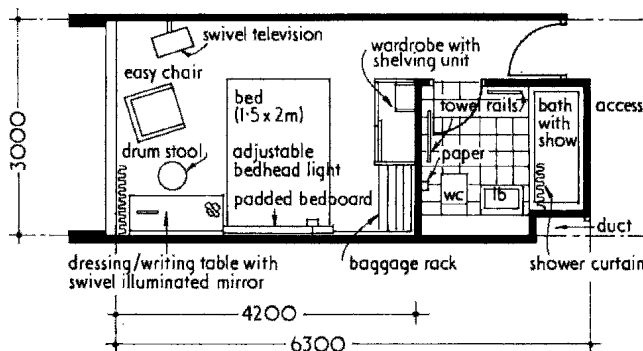 swivel television
wardrobe with
shelving unit
easy chair
bed
(1·5 x 2m)
towel rails
bath
with
show
access
3000
drum stool
adjustable
bedhead light
paper
padded bedboard
wc
lb
duct
dressing/writing table with
swivel illuminated mirror
baggage rack
shower curtain
4200
6300